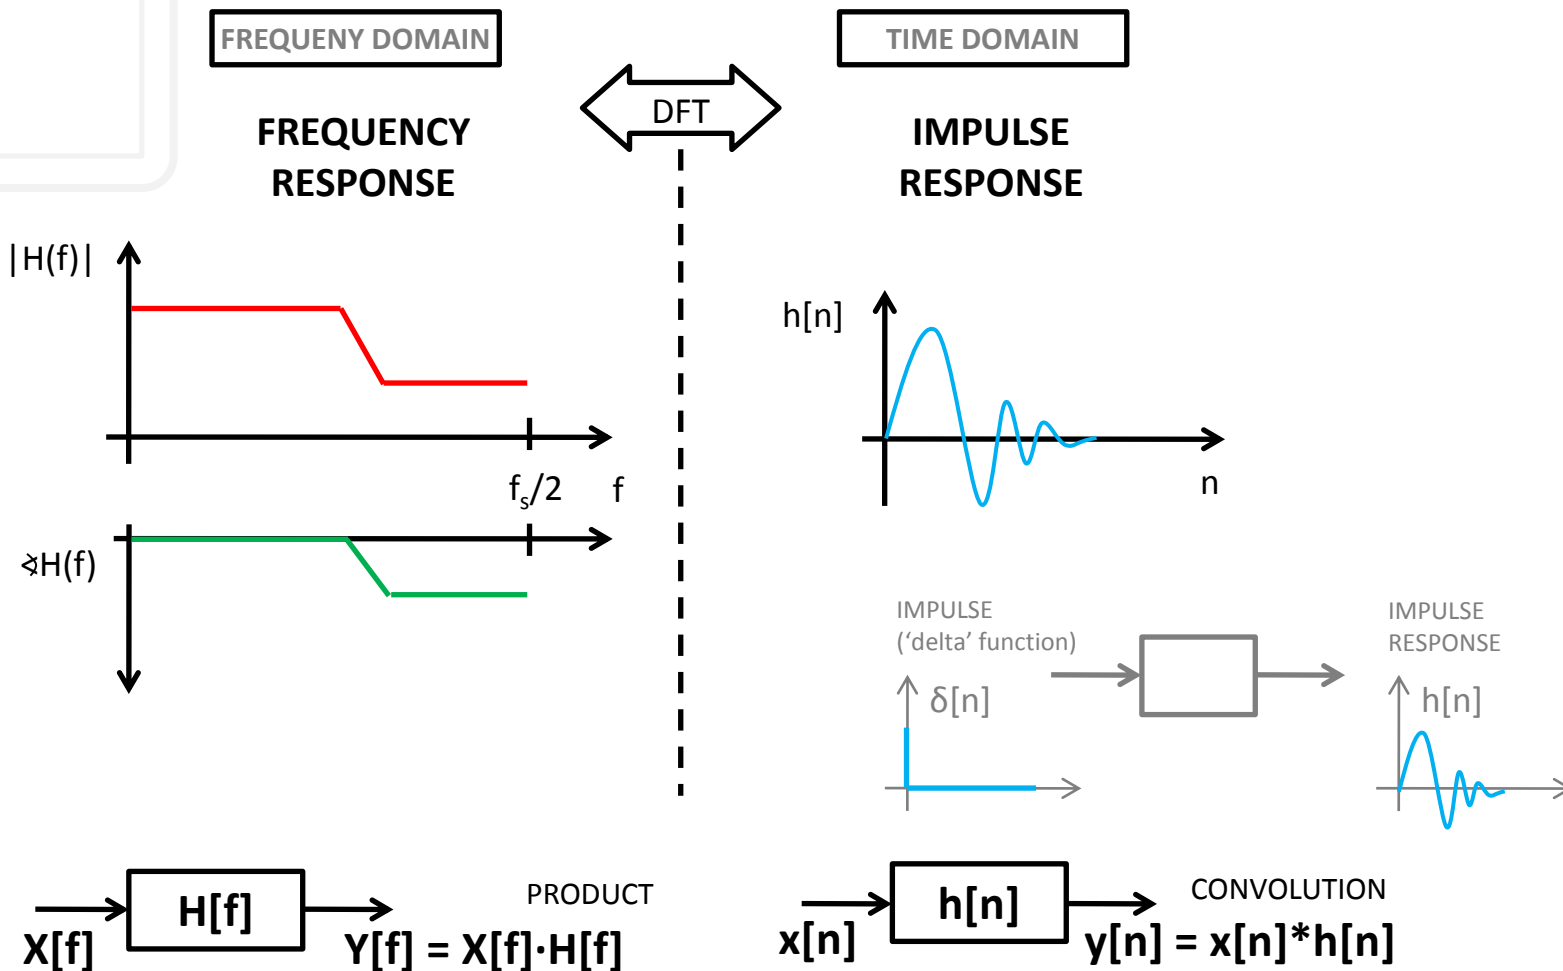 FREQUENY DOMAIN
TIME DOMAIN
DFT
FREQUENCY
RESPONSE
IMPULSE
RESPONSE
|H(f)|
fs/2
f
∢H(f)
h[n]
n
IMPULSE
('delta' function)
δ[n]
IMPULSE
RESPONSE
h[n]
X[f]
H[f]
PRODUCT
Y[f] = X[f]·H[f]
x[n]
h[n]
CONVOLUTION
y[n] = x[n]*h[n]